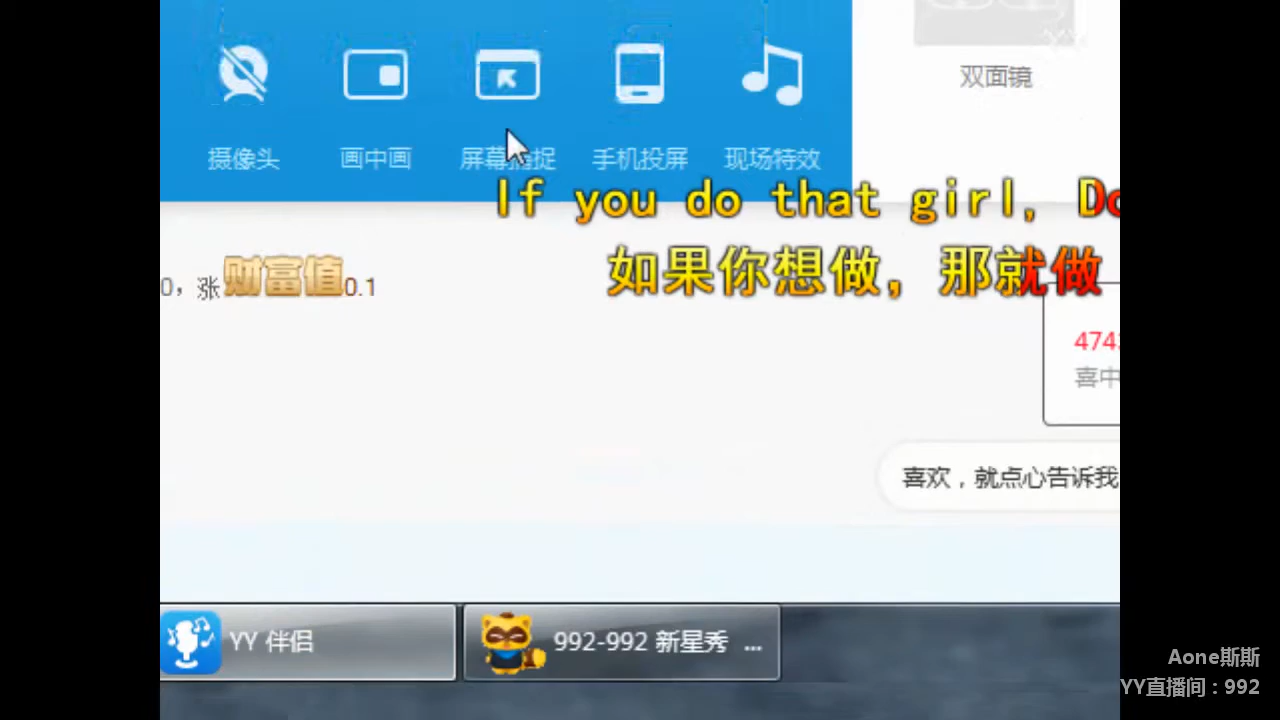 双面镜
摄像头 画中画 屏幕捕捉 手机投屏 现场特效
If you do that girl, Do
如果你想做，那就做
0，涨财富值0.1
474
喜中
喜欢，就点心告诉我
YY 伴侣 992-992 新星秀 ...
Aone斯斯
YY直播间：992